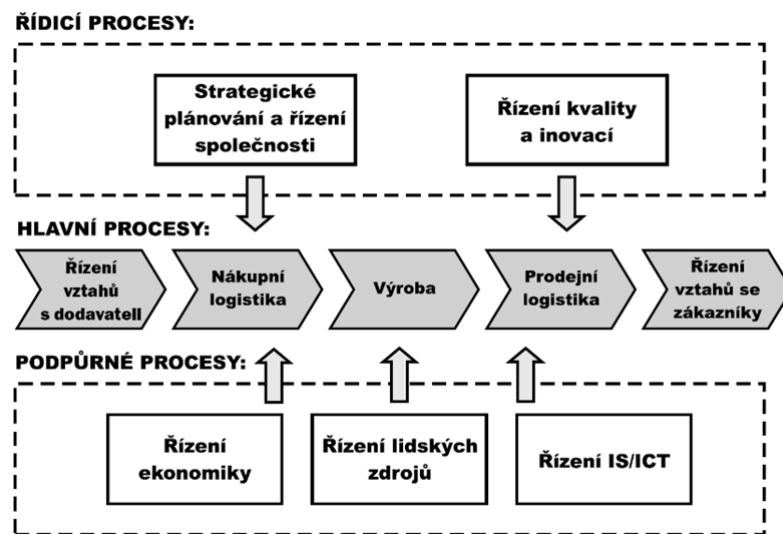 ŘÍDICÍ PROCESY:
Strategické
plánování a řízení
společnosti
Řízení kvality
a inovací
HLAVNÍ PROCESY:
Řízení
vztahů
s dodavatell
Nákupní
logistika
Výroba
Prodejní
logistika
Řízení
vztahů se
zákazníky
PODPŮRNÉ PROCESY:
Řízení
ekonomiky
Řízení lidských
zdrojů
Řízení IS/ICT